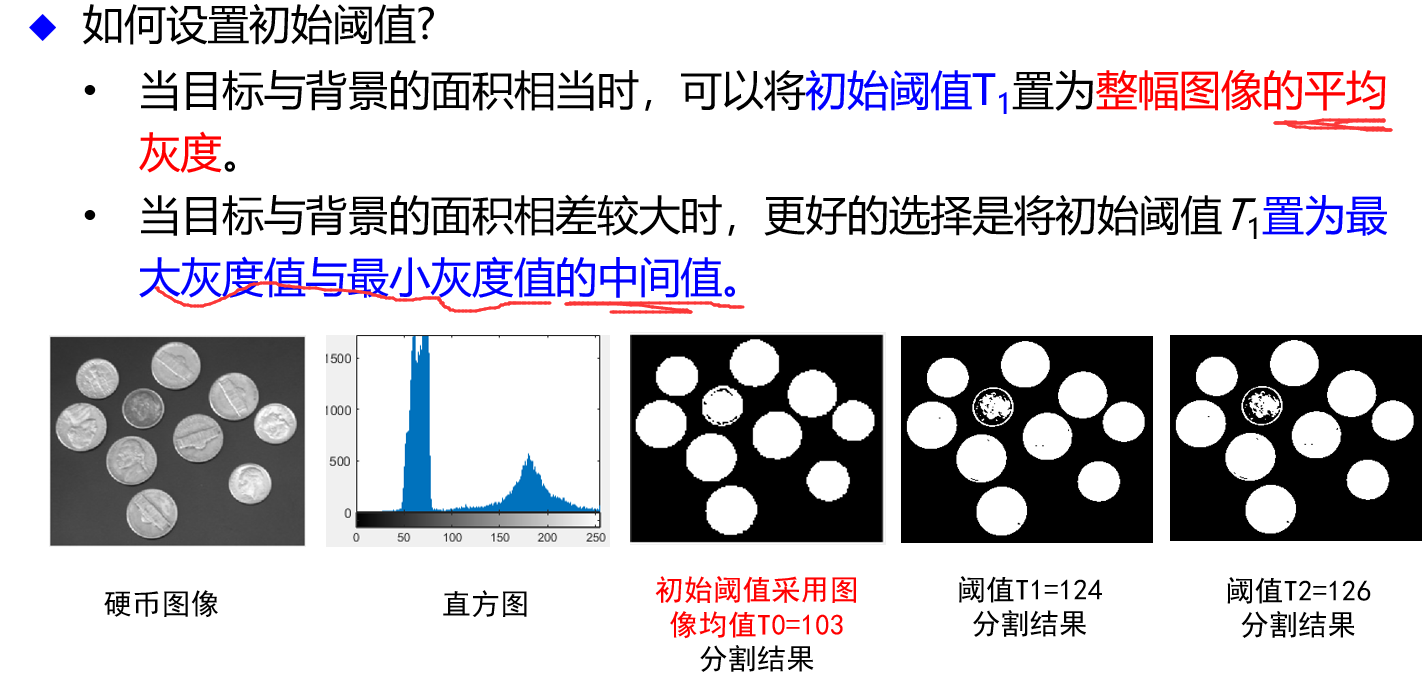 如何设置初始阈值?
• 当目标与背景的面积相当时，可以将初始阈值T1置为整幅图像的平均
灰度。
• 当目标与背景的面积相差较大时，更好的选择是将初始阈值T1置为最
大灰度值与最小灰度值的中间值。
1500
1000
500
0
0 50 100 150 200 250
硬币图像
直方图
初始阈值采用图
像均值T0=103
分割结果
阈值T1=124
分割结果
阈值T2=126
分割结果